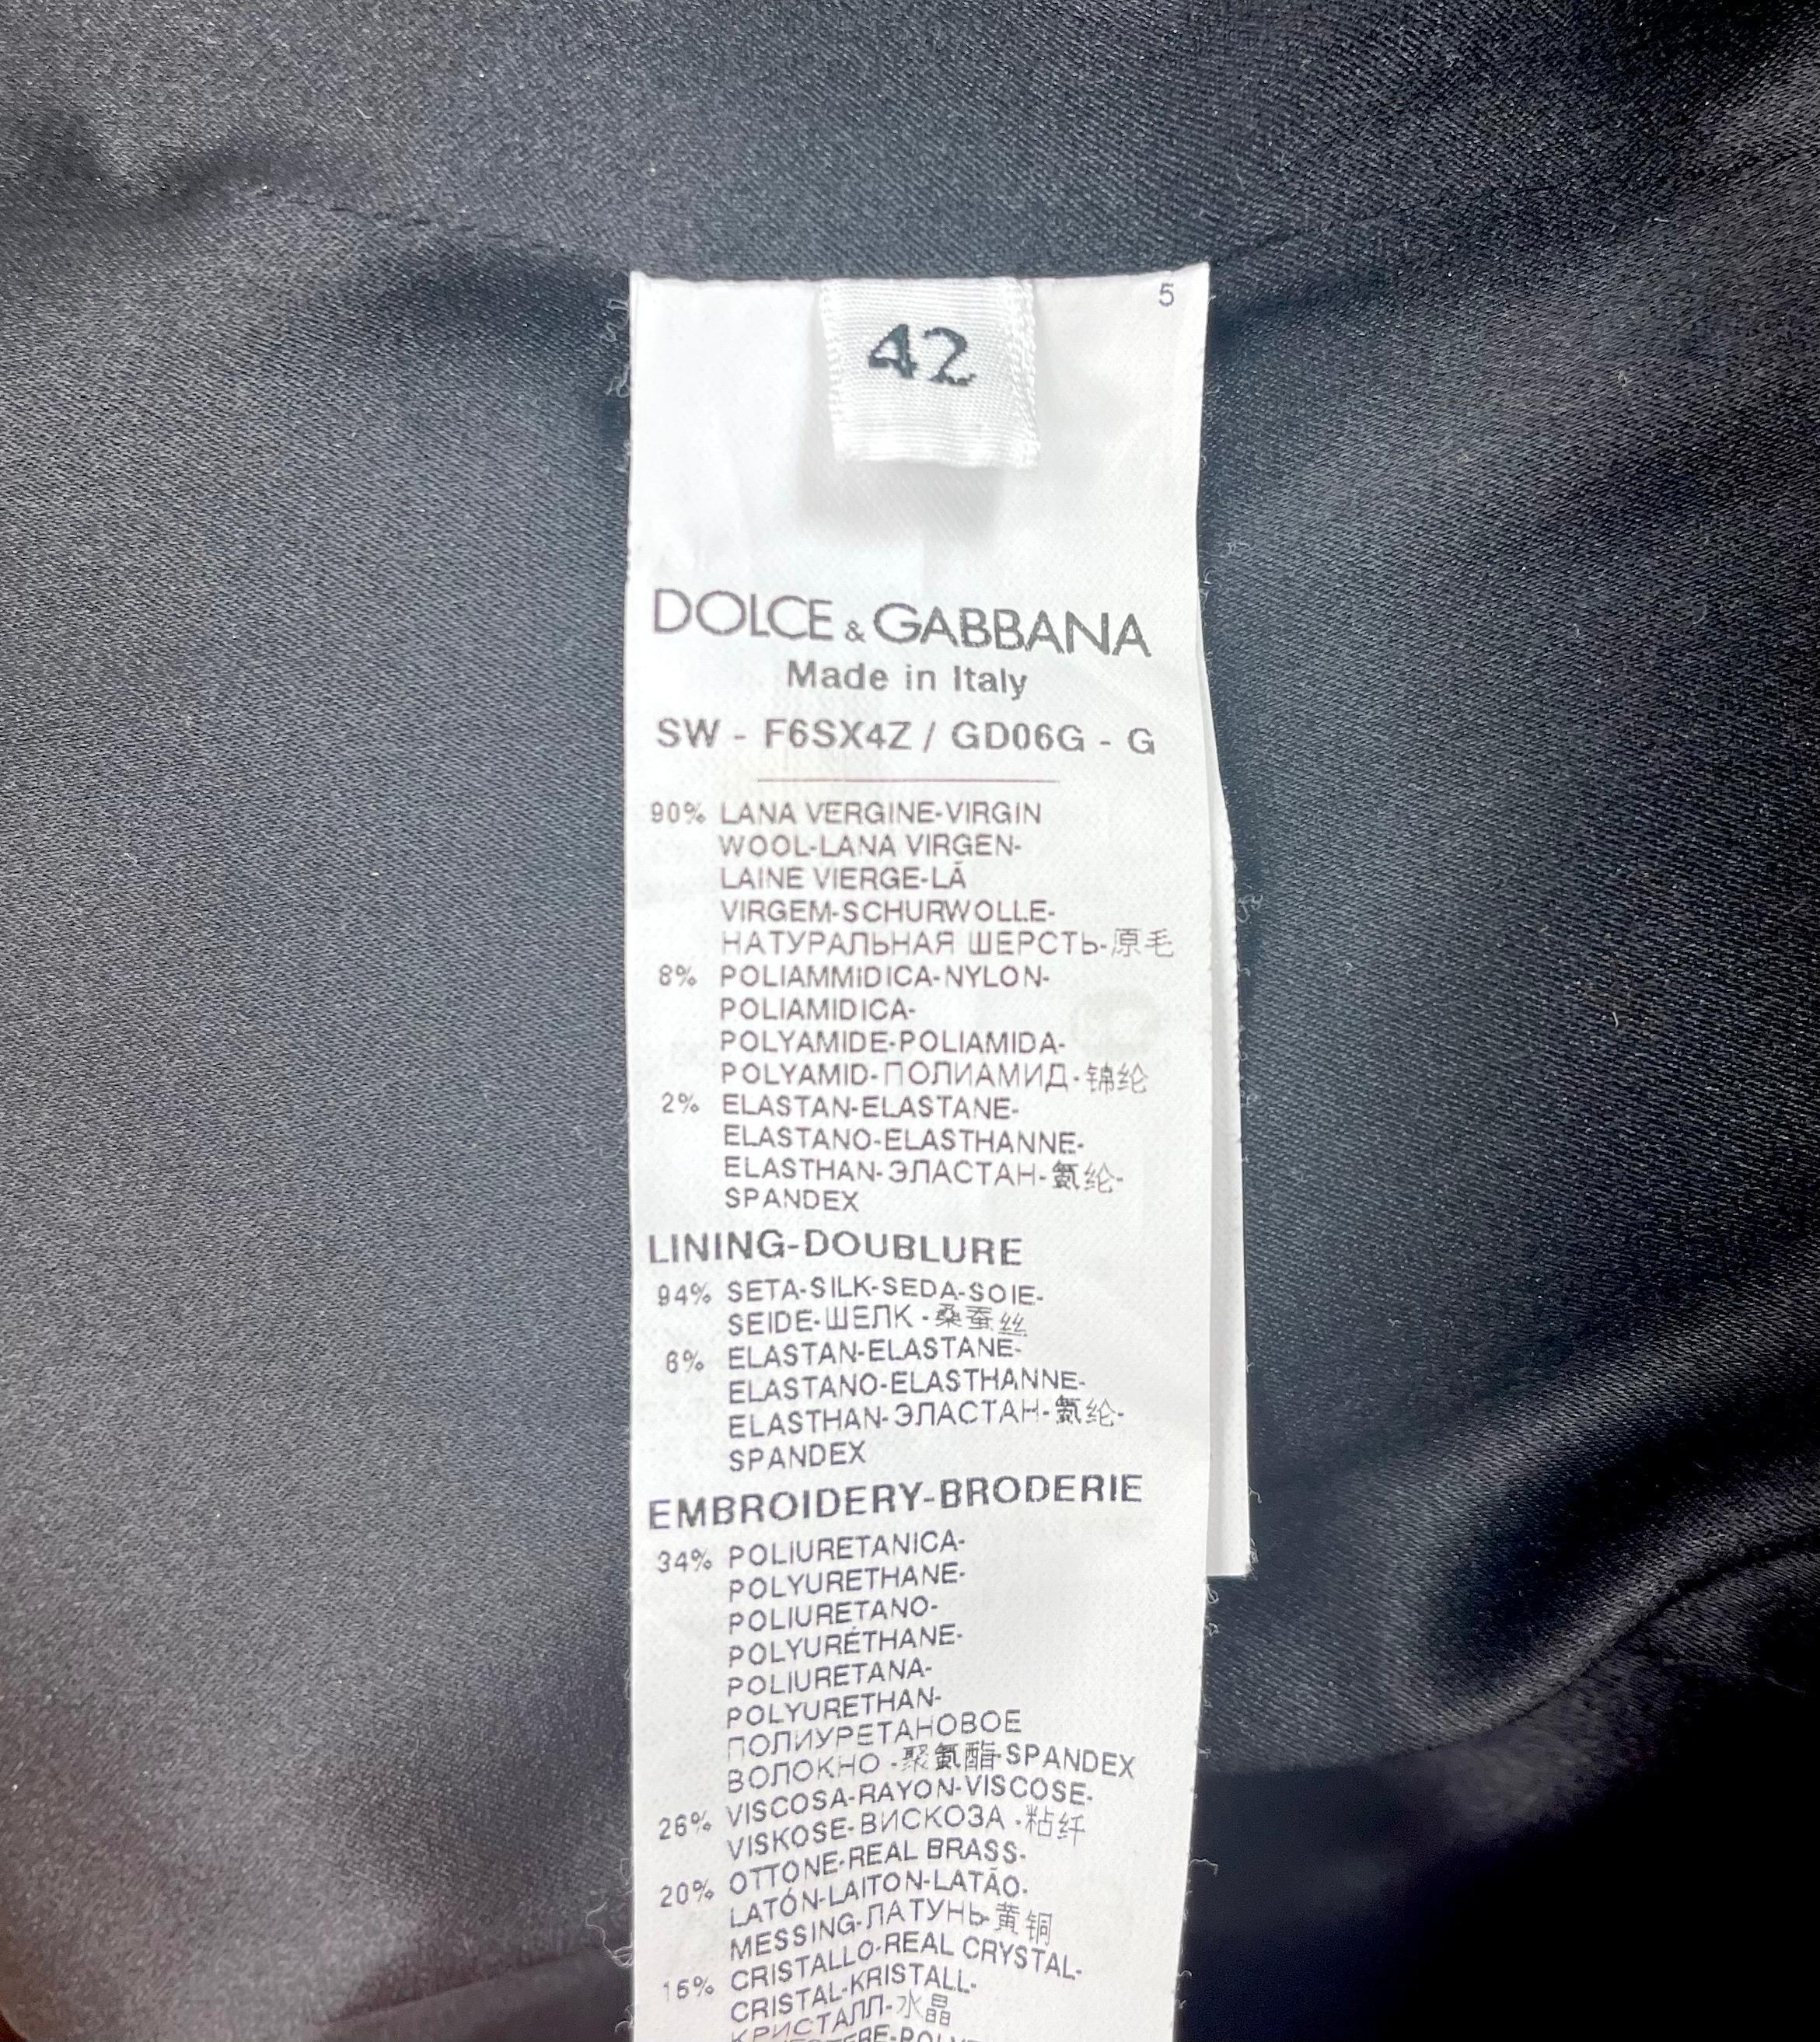 5
42
DOLCE & GABBANA
Made in Italy
SW - F6SX4Z / GD06G - G
90% LANA VERGINE-VIRGIN
WOOL-LANA VIRGEN-
LAINE VIERGE-LÃ
VIRGEM-SCHURWOLLE-
НАТУРАЛЬНАЯ ШЕРСТЬ-原毛
8% POLIAMMIDICA-NYLON-
POLIAMIDICA-
POLYAMIDE-POLIAMIDA-
POLYAMID-ПОЛИАМИД-锦纶
2% ELASTAN-ELASTANE-
ELASTANO-ELASTHANNE-
ELASTHAN-ЭЛАСТАН-氨纶-
SPANDEX
LINING-DOUBLURE
94% SETA-SILK-SEDA-SOIE-
SEIDE-ШЕЛК-桑蚕丝
6% ELASTAN-ELASTANE-
ELASTANO-ELASTHANNE-
ELASTHAN-ЭЛАСТАН-氨纶-
SPANDEX
EMBROIDERY-BRODERIE
34% POLIURETANICA-
POLYURETHANE-
POLIURETANO-
POLYURÉTHANE-
POLIURETANA-
POLYURETHAN-
ПОЛИУРЕТАНОВОЕ
ВОЛОКНО-聚氨酯-SPANDEX
26% VISCOSA-RAYON-VISCOSE-
VISKOSE-ВИСКОЗА-粘纤
20% OTTONE-REAL BRASS-
LATÓN-LAITON-LATÃO-
MESSING-ЛАТУНЬ-黄铜
16% CRISTALLO-REAL CRYSTAL-
CRISTAL-KRISTALL-
КРИСТАЛЛ-水晶